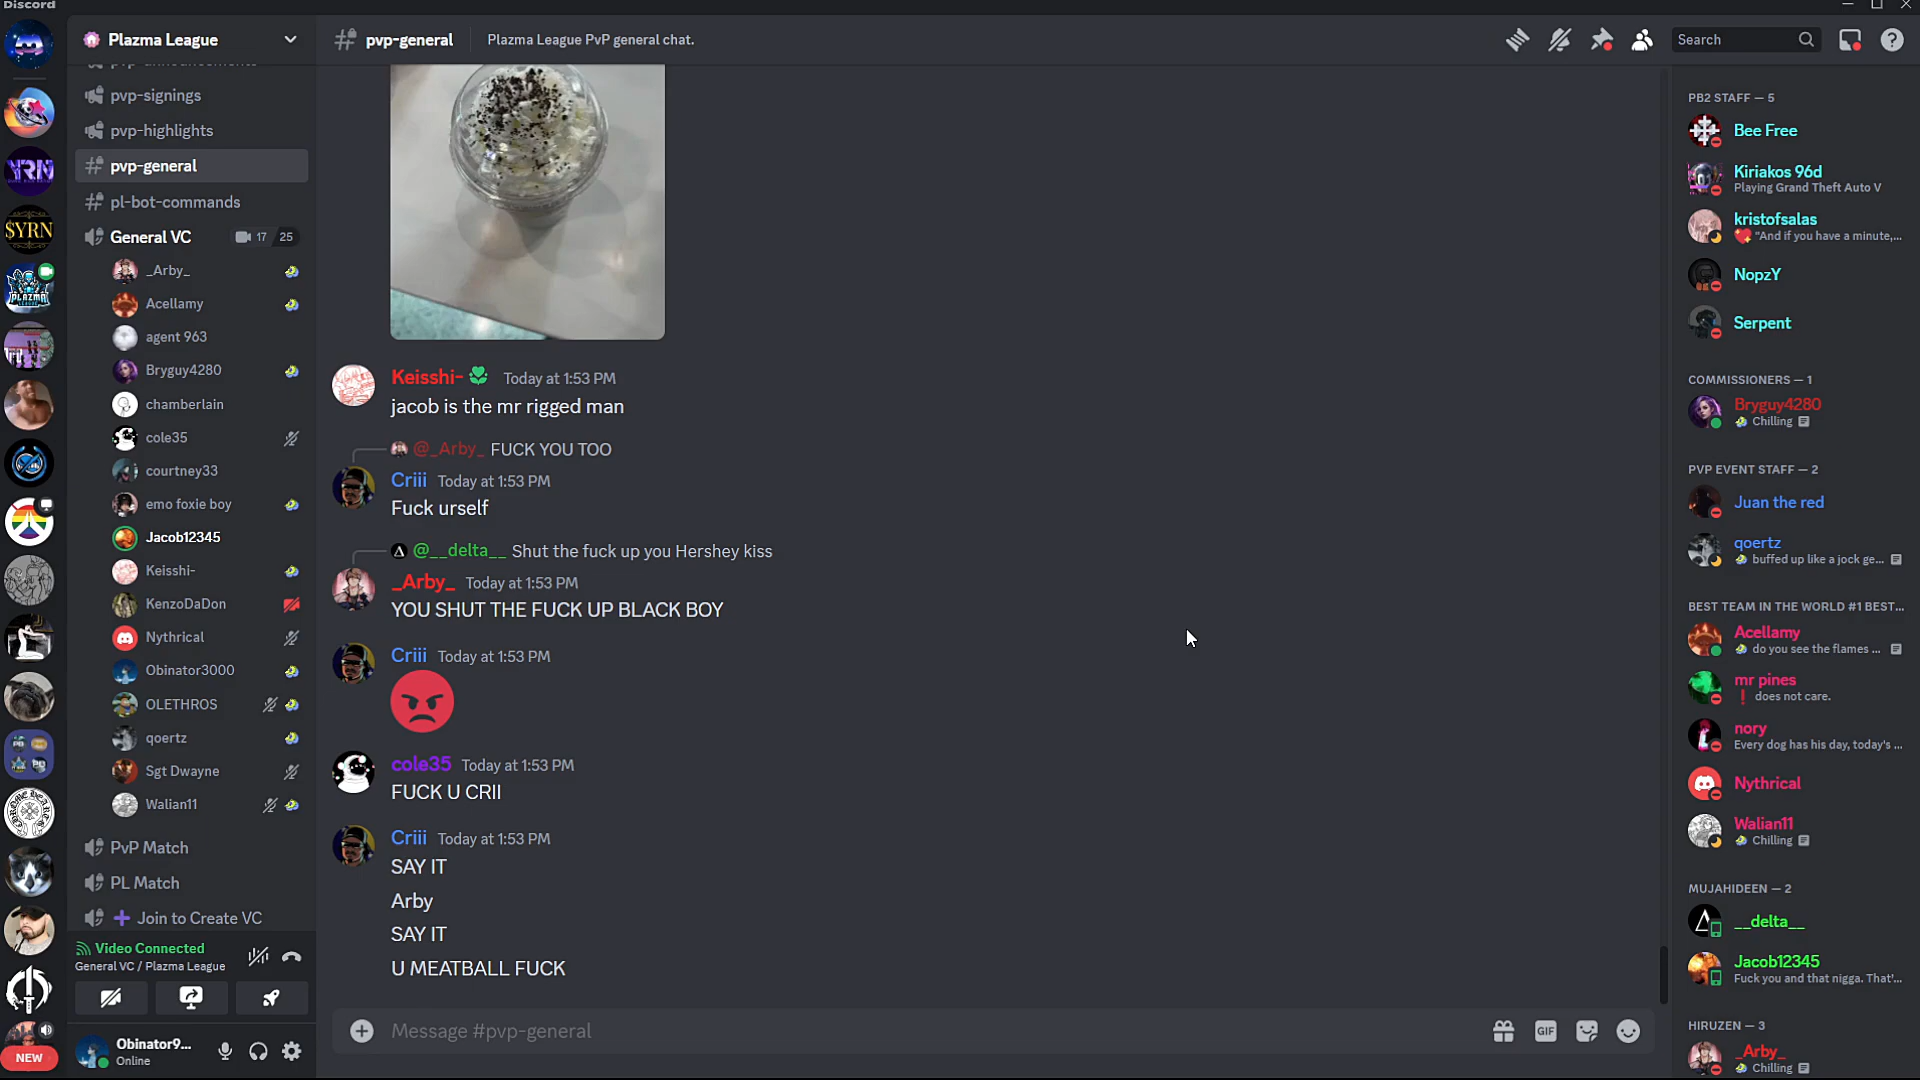 Discord
Plazma League
pvp-announcements
pvp-signings
pvp-highlights
pvp-general
pl-bot-commands
General VC 17 25
_Arby_
Acellamy
agent 963
Bryguy4280
chamberlain
cole35
courtney33
emo foxie boy
Jacob12345
Keisshi-
KenzoDaDon
Nythrical
Obinator3000
OLETHROS
qoertz
Sgt Dwayne
Walian11
PvP Match
PL Match
Join to Create VC
Video Connected
General VC / Plazma League
Obinator9...
Online
YRN
$YRN
PLAZMA
NEW
pvp-general
Plazma League PvP general chat.
Search
Keisshi- Today at 1:53 PM
jacob is the mr rigged man
@_Arby_ FUCK YOU TOO
Criii Today at 1:53 PM
Fuck urself
@__delta__ Shut the fuck up you Hershey kiss
_Arby_ Today at 1:53 PM
YOU SHUT THE FUCK UP BLACK BOY
Criii Today at 1:53 PM
cole35 Today at 1:53 PM
FUCK U CRII
Criii Today at 1:53 PM
SAY IT
Arby
SAY IT
U MEATBALL FUCK
Message #pvp-general
GIF
PB2 STAFF — 5
Bee Free
Kiriakos 96d
Playing Grand Theft Auto V
kristofsalas
"And if you have a minute,...
NopzY
Serpent
COMMISSIONERS — 1
Bryguy4280
Chilling
PVP EVENT STAFF — 2
Juan the red
qoertz
buffed up like a jock ge...
BEST TEAM IN THE WORLD #1 BEST...
Acellamy
do you see the flames ...
mr pines
does not care.
nory
Every dog has his day, today's ...
Nythrical
Walian11
Chilling
MUJAHIDEEN — 2
__delta__
Jacob12345
Fuck you and that nigga. That'...
HIRUZEN — 3
_Arby_
Chilling